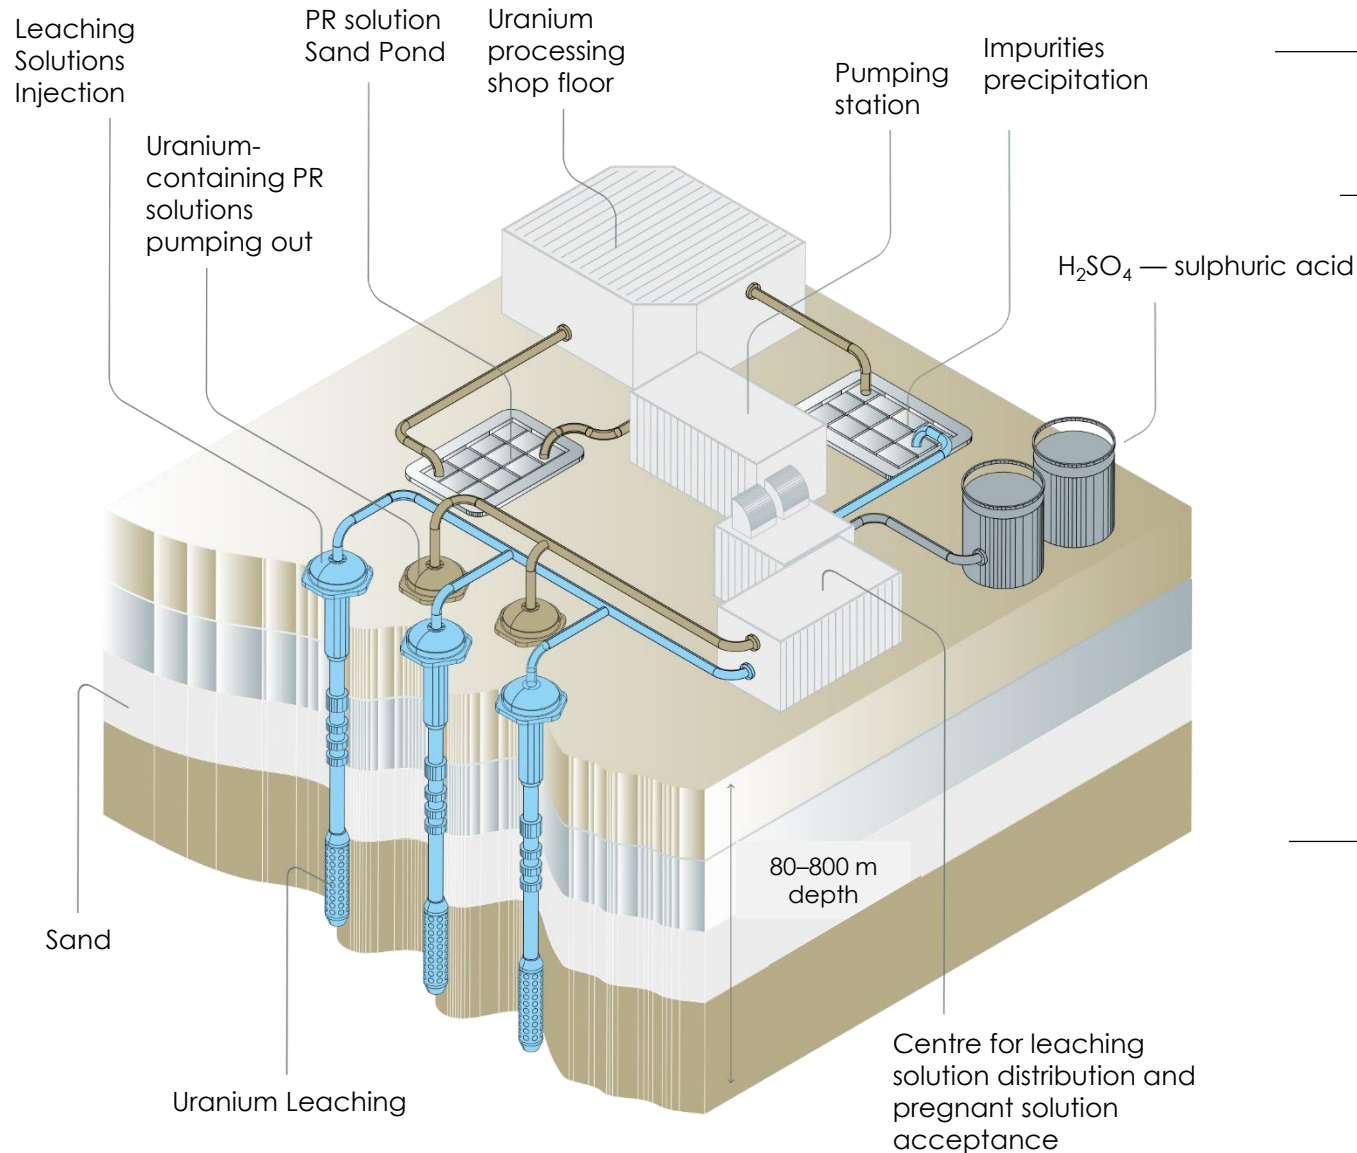 Leaching
Solutions
Injection
PR solution
Sand Pond
Uranium
processing
shop floor
Pumping
station
Impurities
precipitation
Uranium-
containing PR
solutions
pumping out
H₂SO₄ — sulphuric acid
80–800 m
depth
Sand
Uranium Leaching
Centre for leaching
solution distribution and
pregnant solution
acceptance